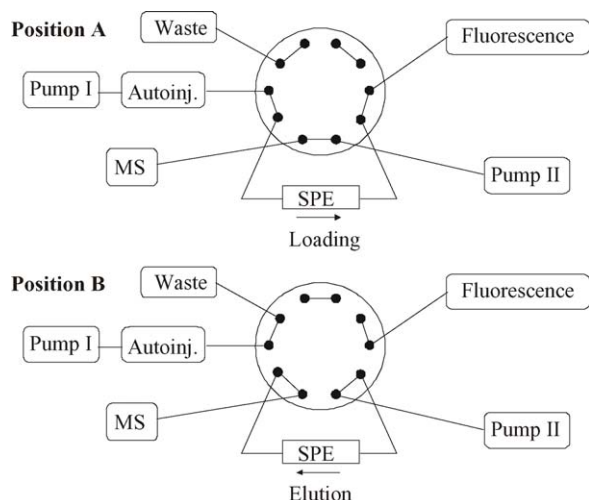 Position A
Waste
Fluorescence
Pump I
Autoinj.
MS
Pump II
SPE
Loading
Position B
Waste
Fluorescence
Pump I
Autoinj.
MS
Pump II
SPE
Elution